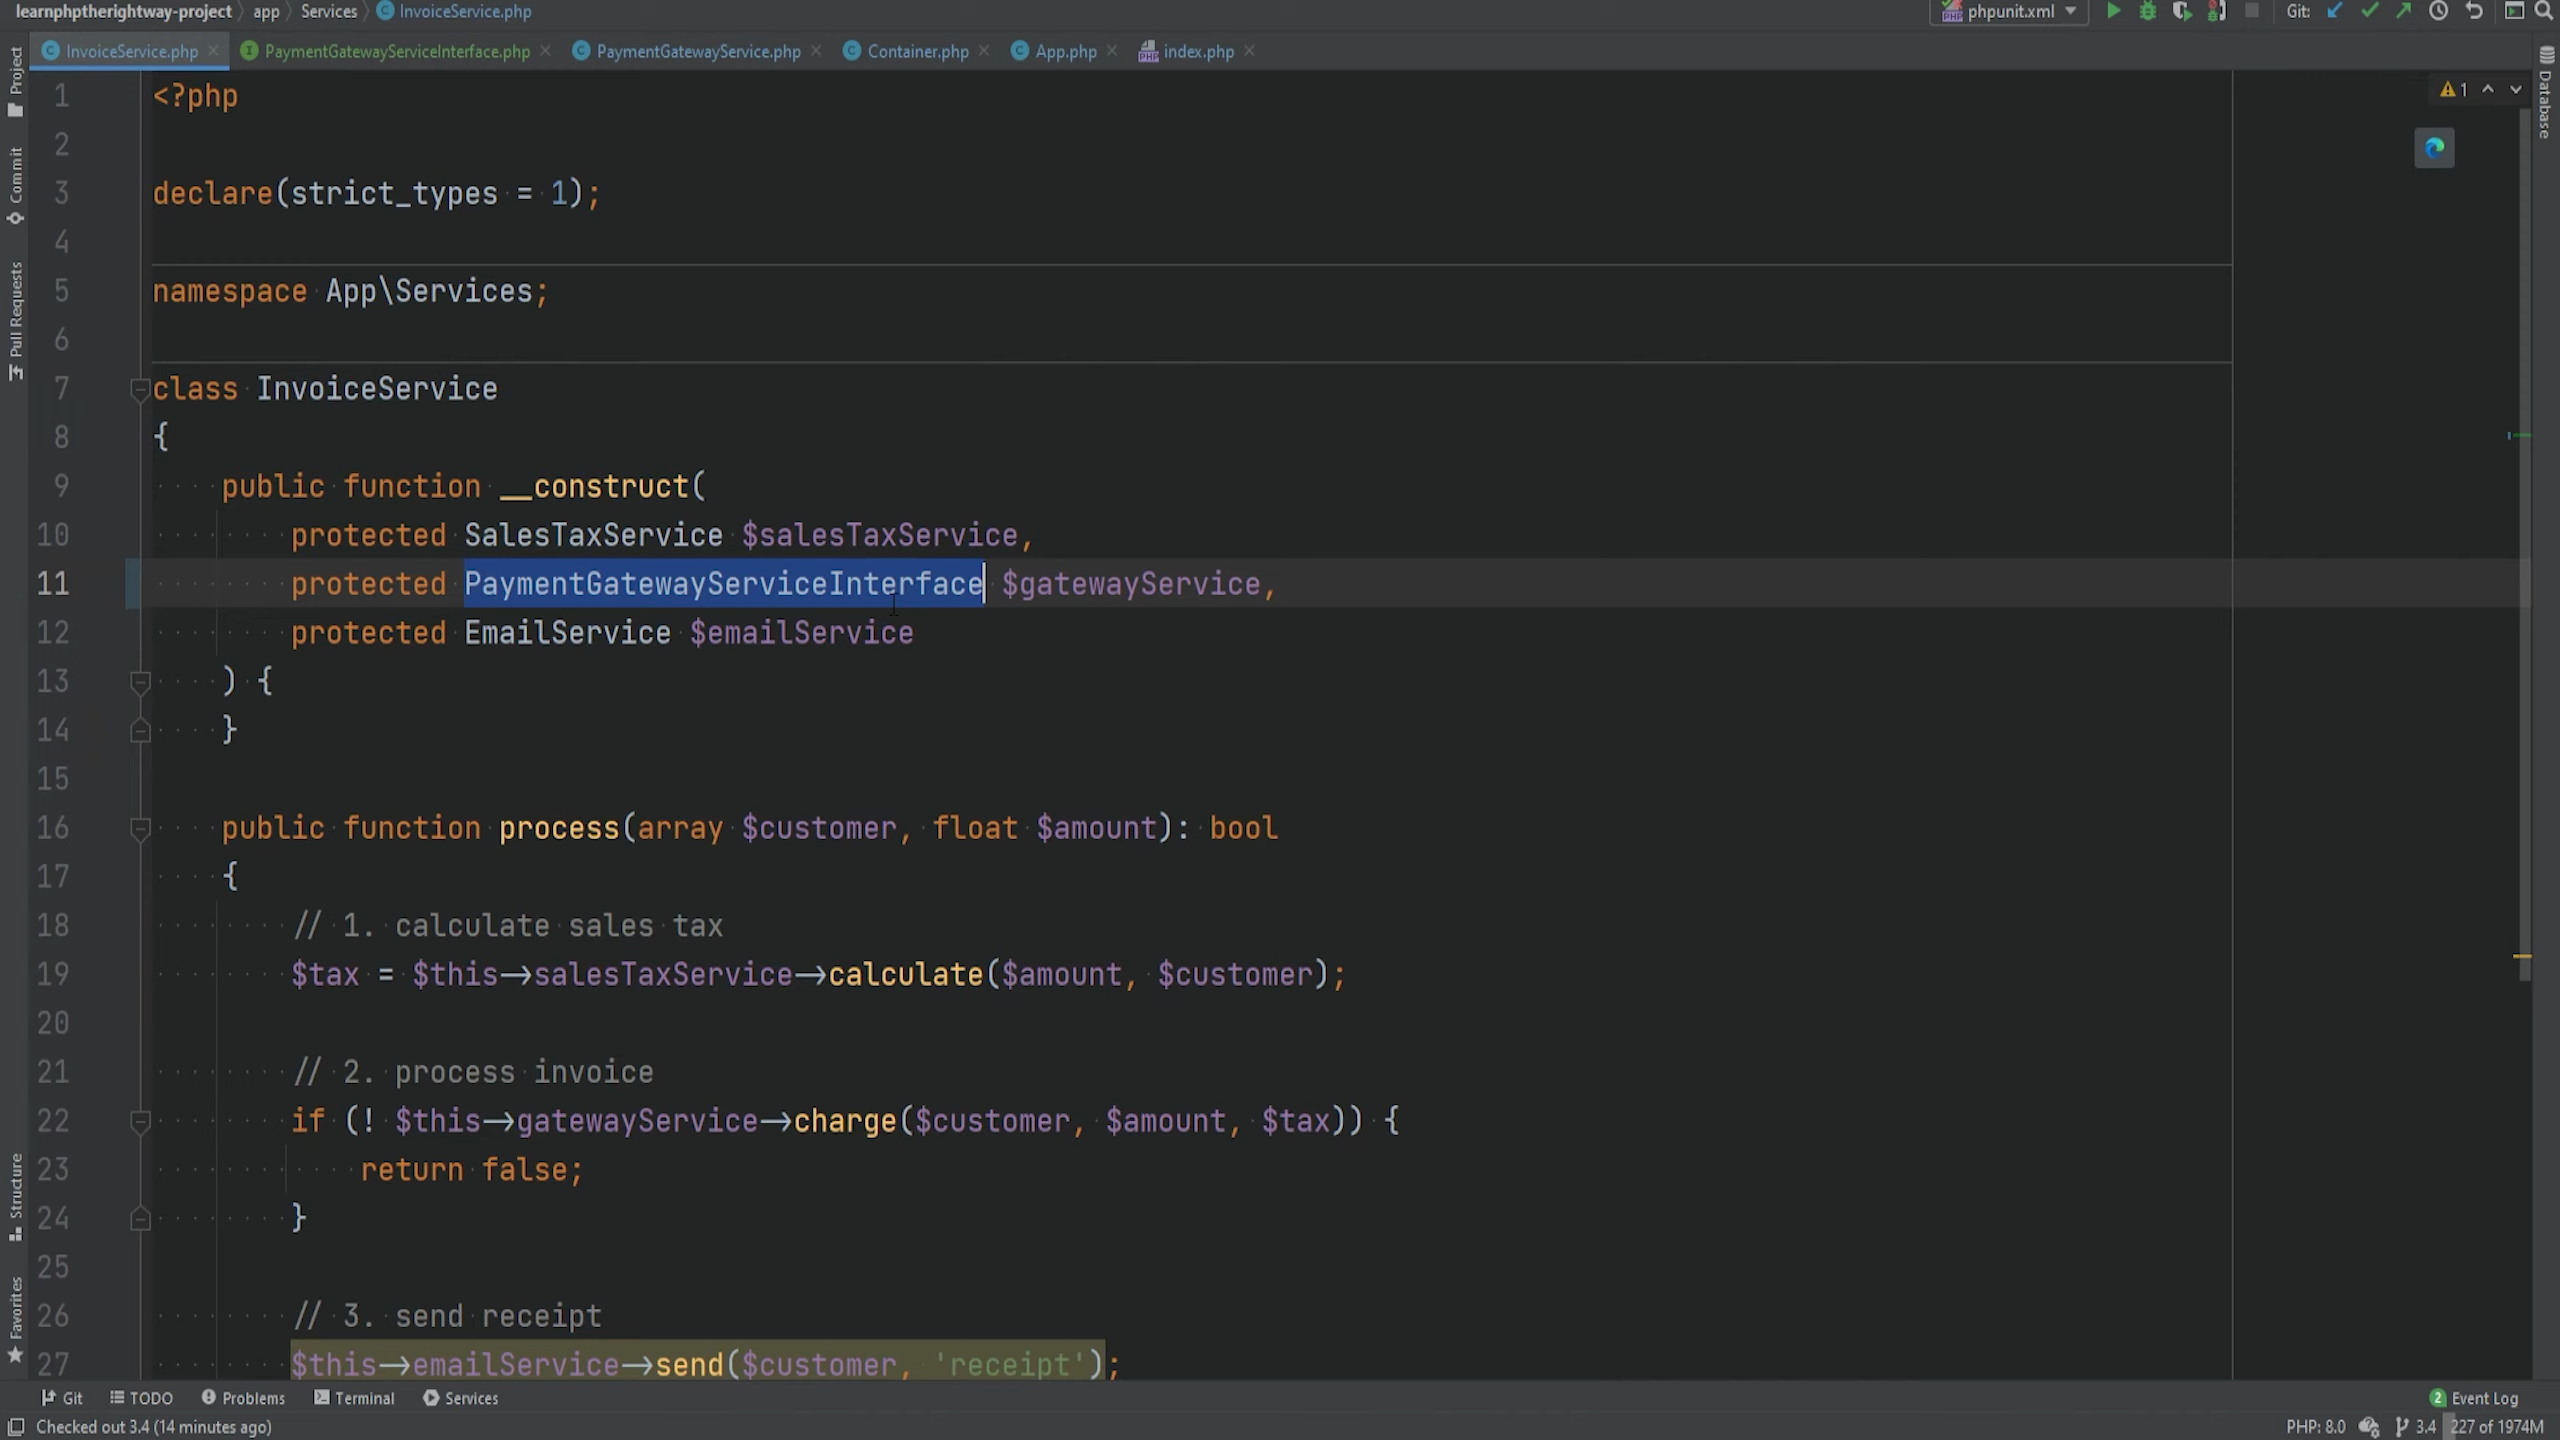 learnphptherightway-project app Services InvoiceService.php
phpunit.xml Git:
InvoiceService.php PaymentGatewayServiceInterface.php PaymentGatewayService.php Container.php App.php index.php
Project
Commit
Pull Requests
Structure
Favorites
Database
1
1 <?php
2
3 declare(strict_types = 1);
4
5 namespace App\Services;
6
7 class InvoiceService
8 {
9 public function __construct(
10 protected SalesTaxService $salesTaxService,
11 protected PaymentGatewayServiceInterface $gatewayService,
12 protected EmailService $emailService
13 ) {
14 }
15
16 public function process(array $customer, float $amount): bool
17 {
18 // 1. calculate sales tax
19 $tax = $this->salesTaxService->calculate($amount, $customer);
20
21 // 2. process invoice
22 if (! $this->gatewayService->charge($customer, $amount, $tax)) {
23 return false;
24 }
25
26 // 3. send receipt
27 $this->emailService->send($customer, 'receipt');
Git TODO Problems Terminal Services 2 Event Log
Checked out 3.4 (14 minutes ago) PHP: 8.0 3.4 227 of 1974M